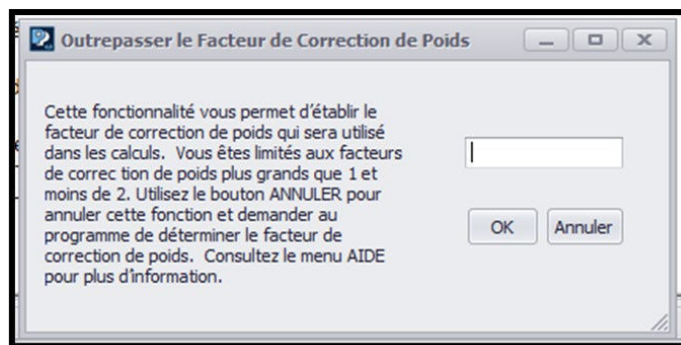 Outrepasser le Facteur de Correction de Poids
Cette fonctionnalité vous permet d'établir le
facteur de correction de poids qui sera utilisé
dans les calculs. Vous êtes limités aux facteurs
de correc tion de poids plus grands que 1 et
moins de 2. Utilisez le bouton ANNULER pour
annuler cette fonction et demander au
programme de déterminer le facteur de
correction de poids. Consultez le menu AIDE
pour plus d'information.
OK Annuler